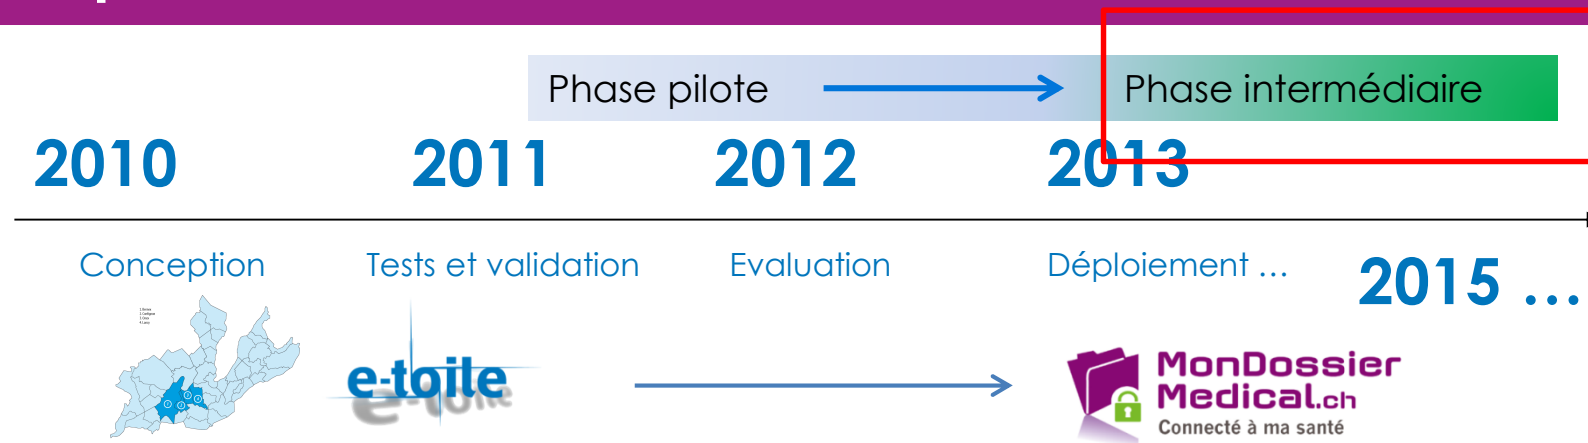 Phase pilote
Phase intermédiaire
2010
2011
2012
2013
Conception
Tests et validation
Evaluation
Déploiement ...
2015 ...
e-toile
MonDossier
Medical.ch
Connecté à ma santé